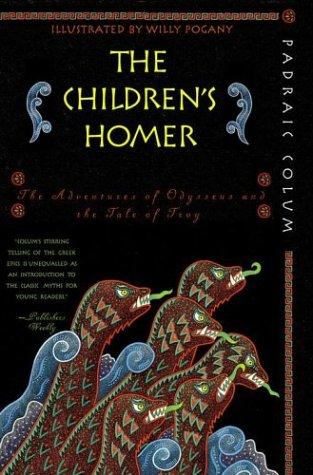 ILLUSTRATED BY WILLY POGANY
THE
CHILDREN'S
HOMER
PADRAIC COLUM
The Adventures of Odysseus and
the Tale of Troy
"COLUM'S STIRRING
TELLING OF THE GREEK
EPICS IS UNEQUALLED AS
AN INTRODUCTION TO
THE CLASSIC MYTHS FOR
YOUNG READERS."
—Publishers
Weekly